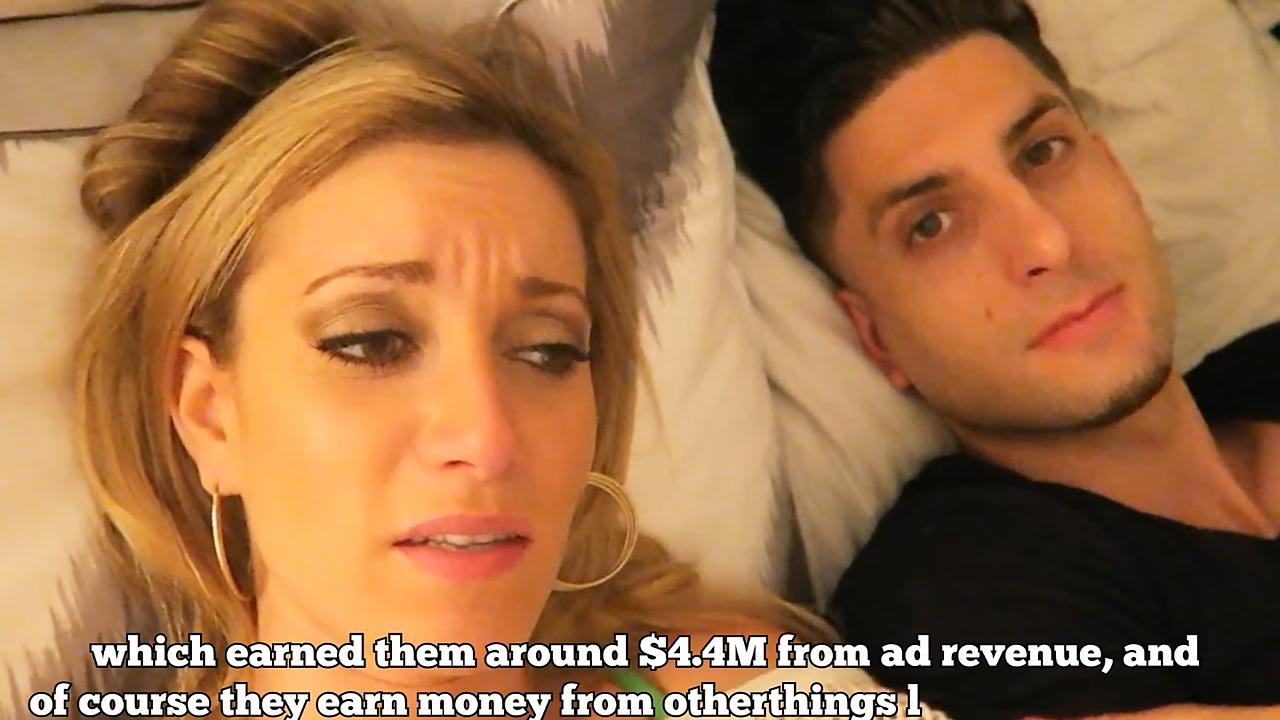 which earned them around $4.4M from ad revenue, and
of course they earn money from otherthings l